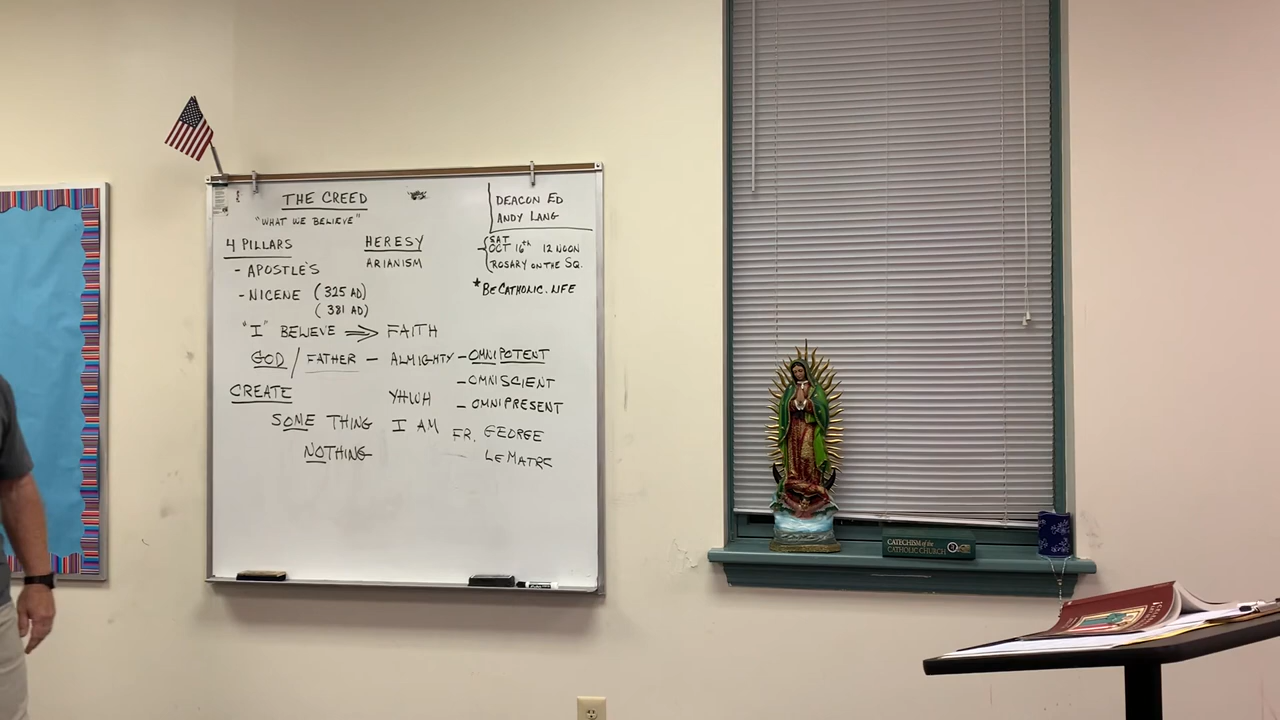 THE CREED
"WHAT WE BELIEVE"
4 PILLARS
- APOSTLE'S
- NICENE (325 AD)
(381 AD)
HERESY
ARIANISM
DEACON ED
ANDY LANG
SAT
OCT 16th 12 NOON
ROSARY ON THE SQ.
*BECATHOLIC.LIFE
"I" BELIEVE ⇒ FAITH
GOD / FATHER - ALMIGHTY - OMNIPOTENT
- OMNISCIENT
- OMNIPRESENT
CREATE
YHWH
SOME THING
I AM
FR. GEORGE
LEMATRE
NOTHING
CATECHISM of the
CATHOLIC CHURCH